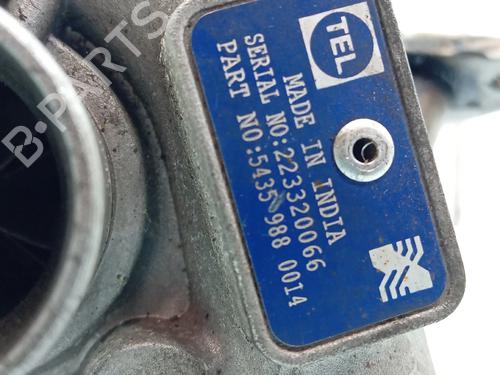 TEL
MADE IN INDIA
SERIAL NO:223320066
PART NO:5435 988 0014
B-PARTS